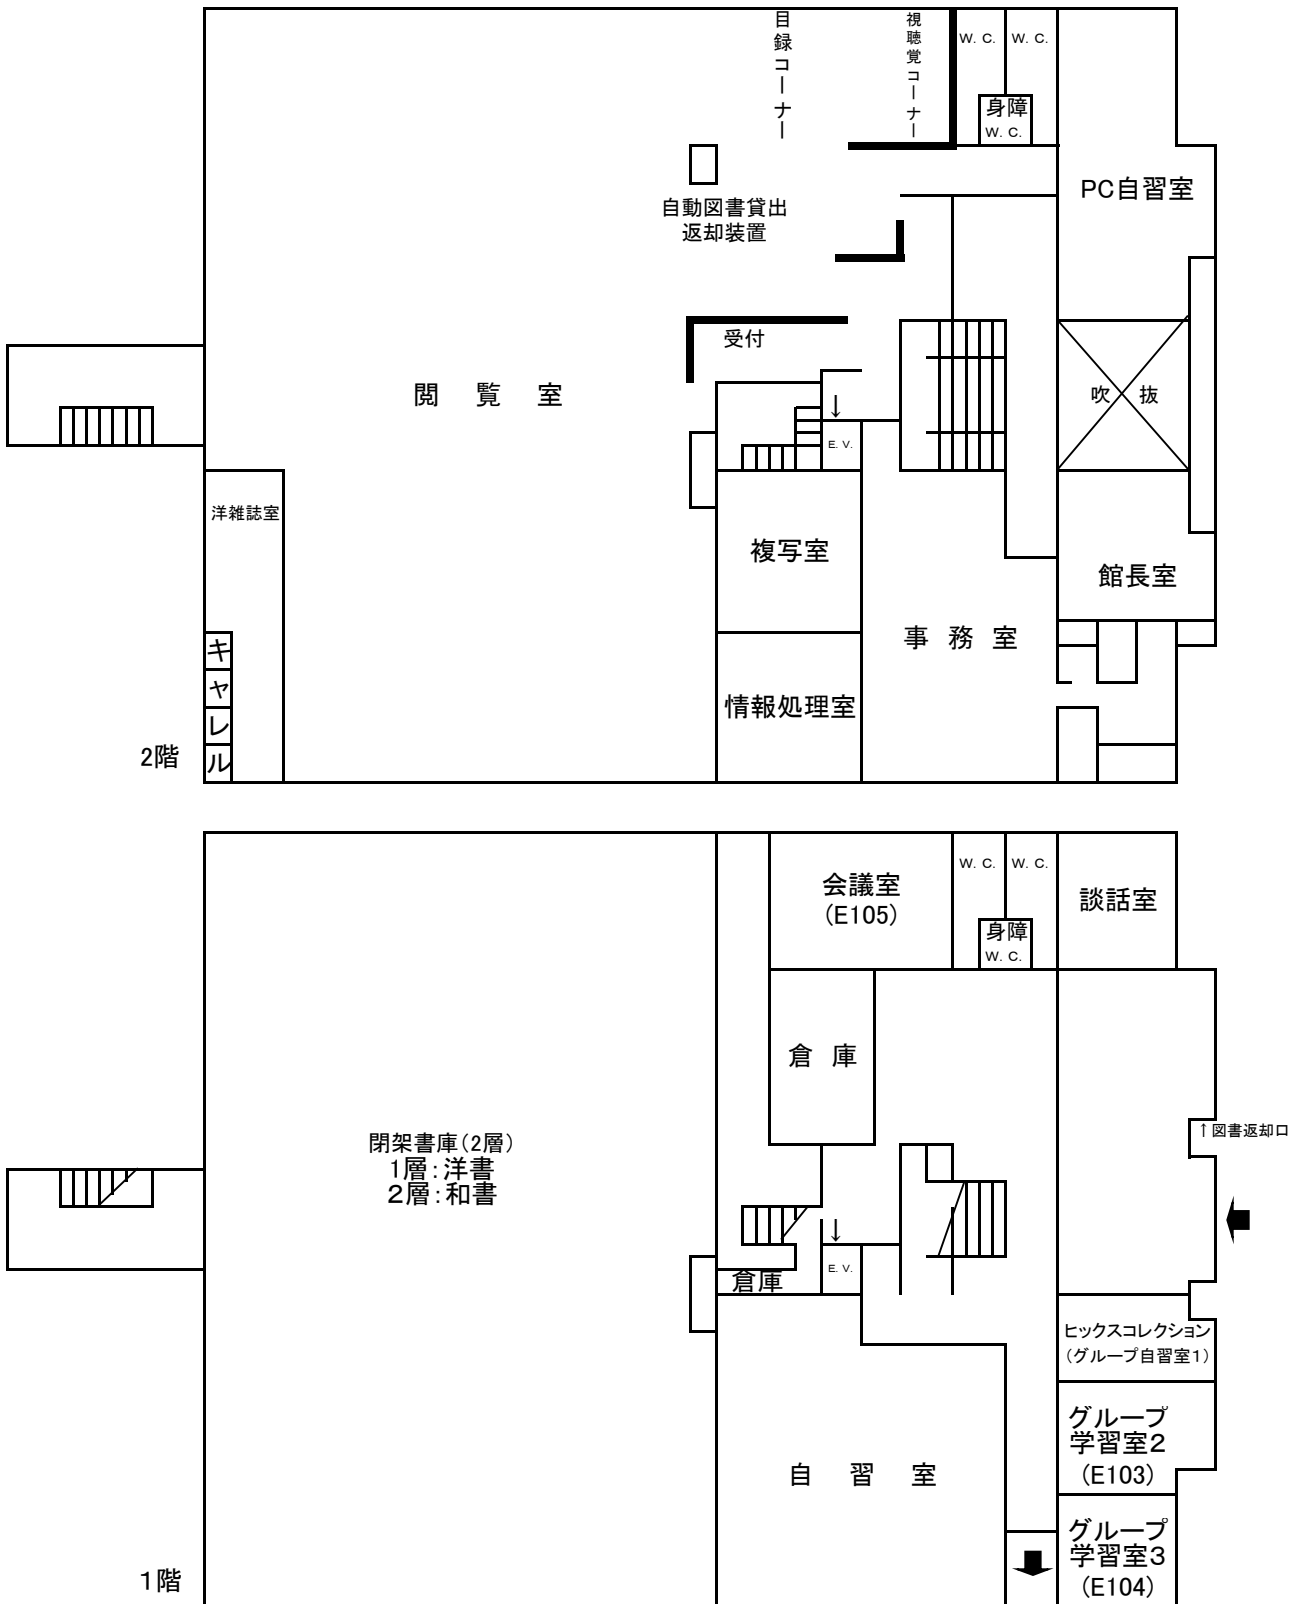 目録コーナー
視聴覚コーナー
W. C.
W. C.
身障
W. C.
PC自習室
自動図書貸出
返却装置
受付
閲 覧 室
吹 抜
↓
E. V.
洋雑誌室
複写室
館長室
事 務 室
キャレル
情報処理室
2階
会議室
(E105)
W. C.
W. C.
身障
W. C.
談話室
倉 庫
閉架書庫(2層)
1層:洋書
2層:和書
↑図書返却口
↓
E. V.
倉庫
ヒックスコレクション
(グループ自習室1)
グループ
学習室2
(E103)
自 習 室
グループ
学習室3
(E104)
1階